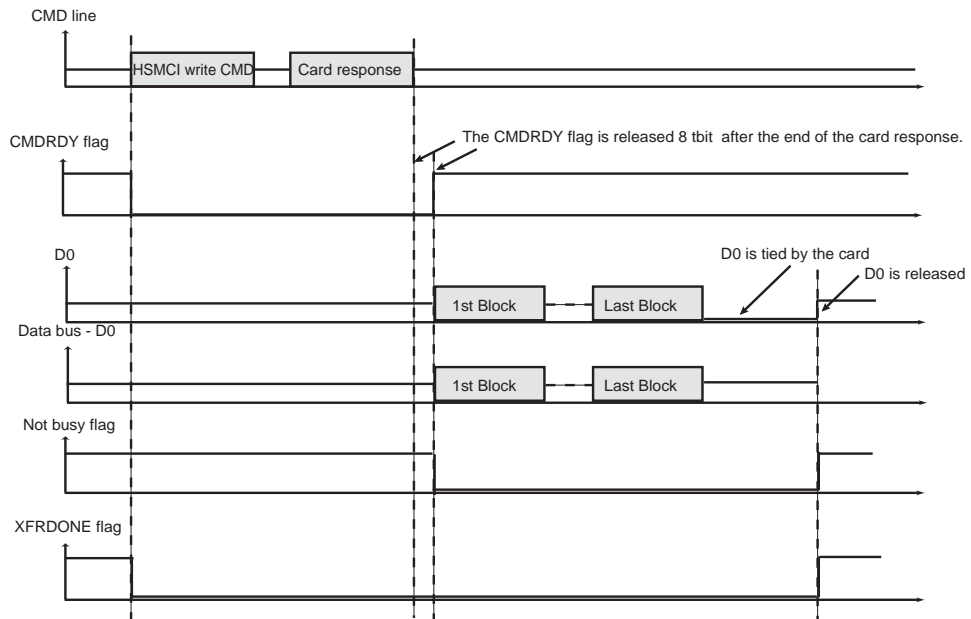 CMD line
HSMCI write CMD
Card response
CMDRDY flag
The CMDRDY flag is released 8 tbit after the end of the card response.
D0
1st Block
Last Block
D0 is tied by the card
D0 is released
Data bus - D0
1st Block
Last Block
Not busy flag
XFRDONE flag